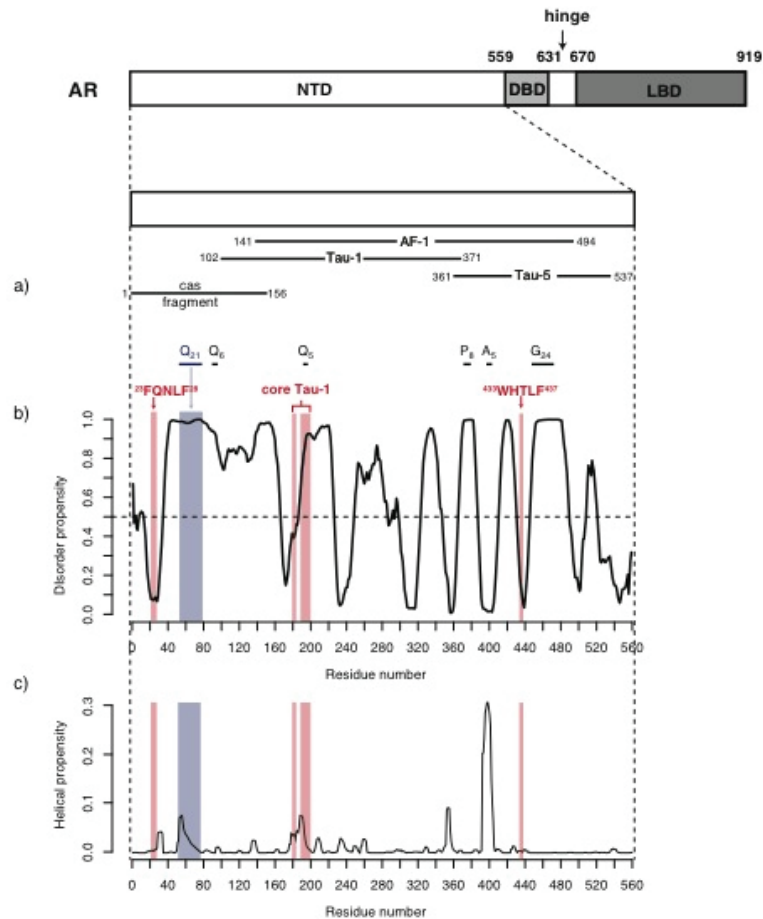 hinge
559 631 670 919
AR NTD DBD LBD
141 AF-1 494
102 Tau-1 371
361 Tau-5 537
a)
1 cas fragment 156
Q21 Q6 Q5 P8 A5 G24
23FQNLF28 core Tau-1 433WHTLF437
b)
Disorder propensity
1.0
0.8
0.6
0.4
0.2
0.0
0 40 80 120 160 200 240 280 320 360 400 440 480 520 560
Residue number
c)
Helical propensity
0.3
0.2
0.1
0.0
0 40 80 120 160 200 240 280 320 360 400 440 480 520 560
Residue number